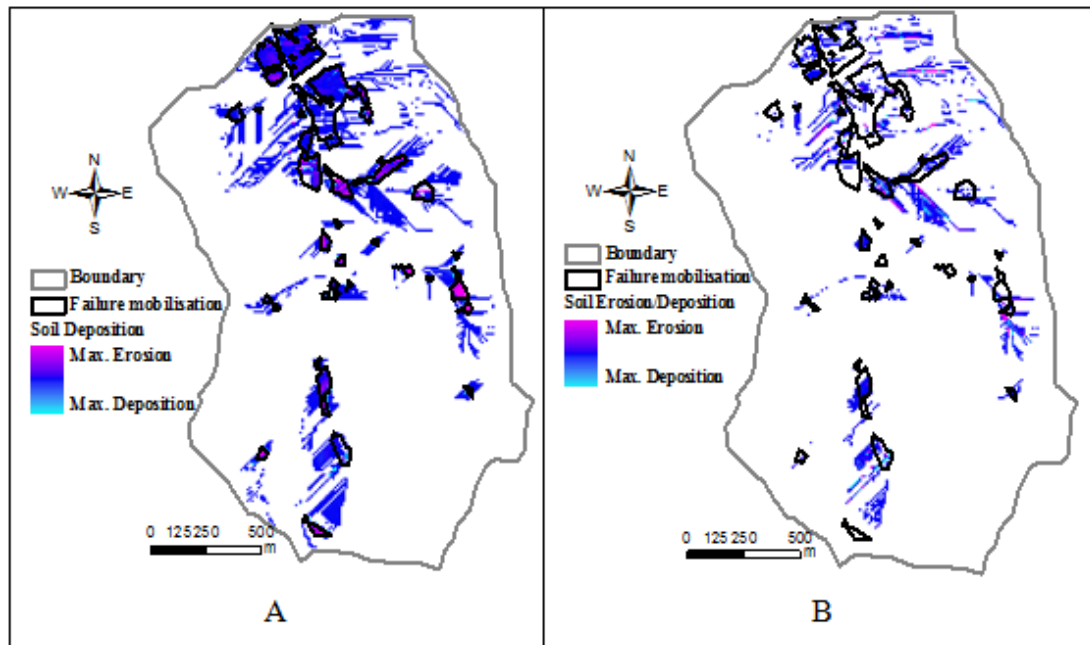 N
W E
S
Boundary
Failure mobilisation
Soil Deposition
Max. Erosion
Max. Deposition
0 125 250 500
m
A
N
W E
S
Boundary
Failure mobilisation
Soil Erosion/Deposition
Max. Erosion
Max. Deposition
0 125 250 500
m
B